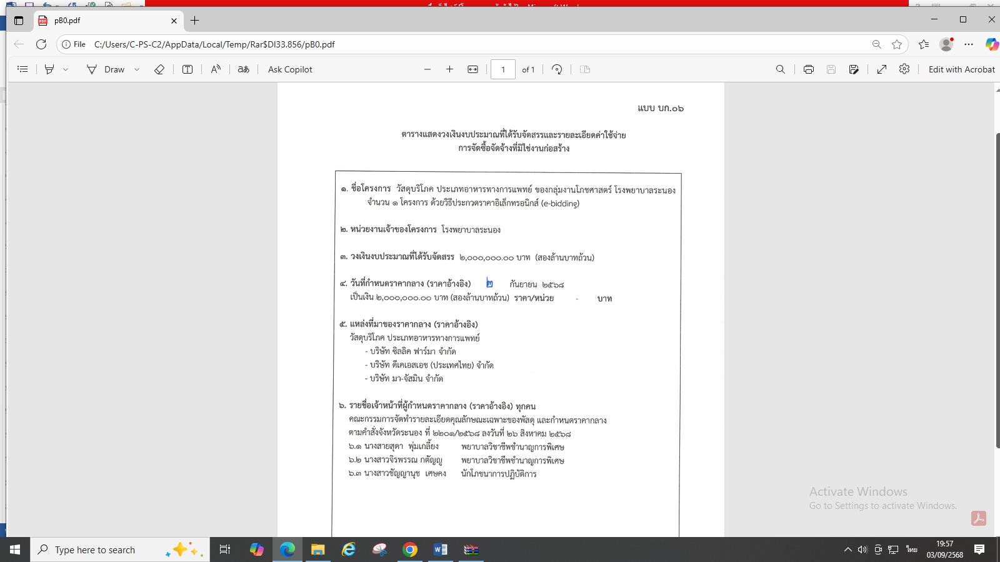 pB0.pdf
File C:/Users/C-PS-C2/AppData/Local/Temp/Rar$DI33.856/pB0.pdf
Draw Ask Copilot 1 of 1 Edit with Acrobat
แบบ บก.๐๖
ตารางแสดงวงเงินงบประมาณที่ได้รับจัดสรรและรายละเอียดค่าใช้จ่าย
การจัดซื้อจัดจ้างที่มิใช่งานก่อสร้าง
๑. ชื่อโครงการ วัสดุบริโภค ประเภทอาหารทางการแพทย์ ของกลุ่มงานโภชศาสตร์ โรงพยาบาลระนอง
จำนวน ๑ โครงการ ด้วยวิธีประกวดราคาอิเล็กทรอนิกส์ (e-bidding)
๒. หน่วยงานเจ้าของโครงการ โรงพยาบาลระนอง
๓. วงเงินงบประมาณที่ได้รับจัดสรร ๒,๐๐๐,๐๐๐.๐๐ บาท (สองล้านบาทถ้วน)
๔. วันที่กำหนดราคากลาง (ราคาอ้างอิง) ๒ กันยายน ๒๕๖๘
เป็นเงิน ๒,๐๐๐,๐๐๐.๐๐ บาท (สองล้านบาทถ้วน) ราคา/หน่วย - บาท
๕. แหล่งที่มาของราคากลาง (ราคาอ้างอิง)
วัสดุบริโภค ประเภทอาหารทางการแพทย์
- บริษัท ซิลลิค ฟาร์มา จำกัด
- บริษัท ดีเคเอสเอช (ประเทศไทย) จำกัด
- บริษัท มา-จัสมิน จำกัด
๖. รายชื่อเจ้าหน้าที่ผู้กำหนดราคากลาง (ราคาอ้างอิง) ทุกคน
คณะกรรมการจัดทำรายละเอียดคุณลักษณะเฉพาะของพัสดุ และกำหนดราคากลาง
ตามคำสั่งจังหวัดระนอง ที่ ๒๒๐๑/๒๕๖๘ ลงวันที่ ๒๖ สิงหาคม ๒๕๖๘
๖.๑ นางสายสุดา พุ่มเกลี้ยง พยาบาลวิชาชีพชำนาญการพิเศษ
๖.๒ นางสาวจิรพรรณ กตัญญู พยาบาลวิชาชีพชำนาญการพิเศษ
๖.๓ นางสาวชัญญานุช เศษคง นักโภชนาการปฏิบัติการ
Activate Windows
Go to Settings to activate Windows.
Type here to search
ไทย
19:57
03/09/2568